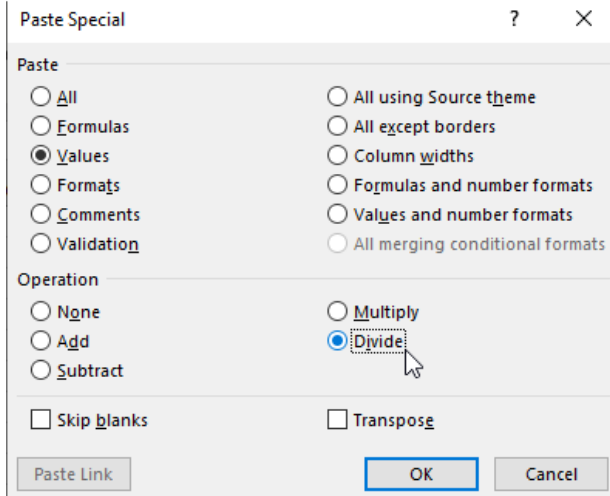 Paste Special
?
Paste
All
All using Source theme
Formulas
All except borders
Values
Column widths
Formats
Formulas and number formats
Comments
Values and number formats
Validation
All merging conditional formats
Operation
None
Multiply
Add
Divide
Subtract
Skip blanks
Transpose
Paste Link
OK
Cancel